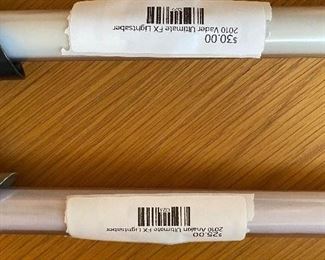 2010 Vader Ultimate FX Lightsaber
$30.00
$25.00
2010 Anakin Ultimate FX Lightsaber